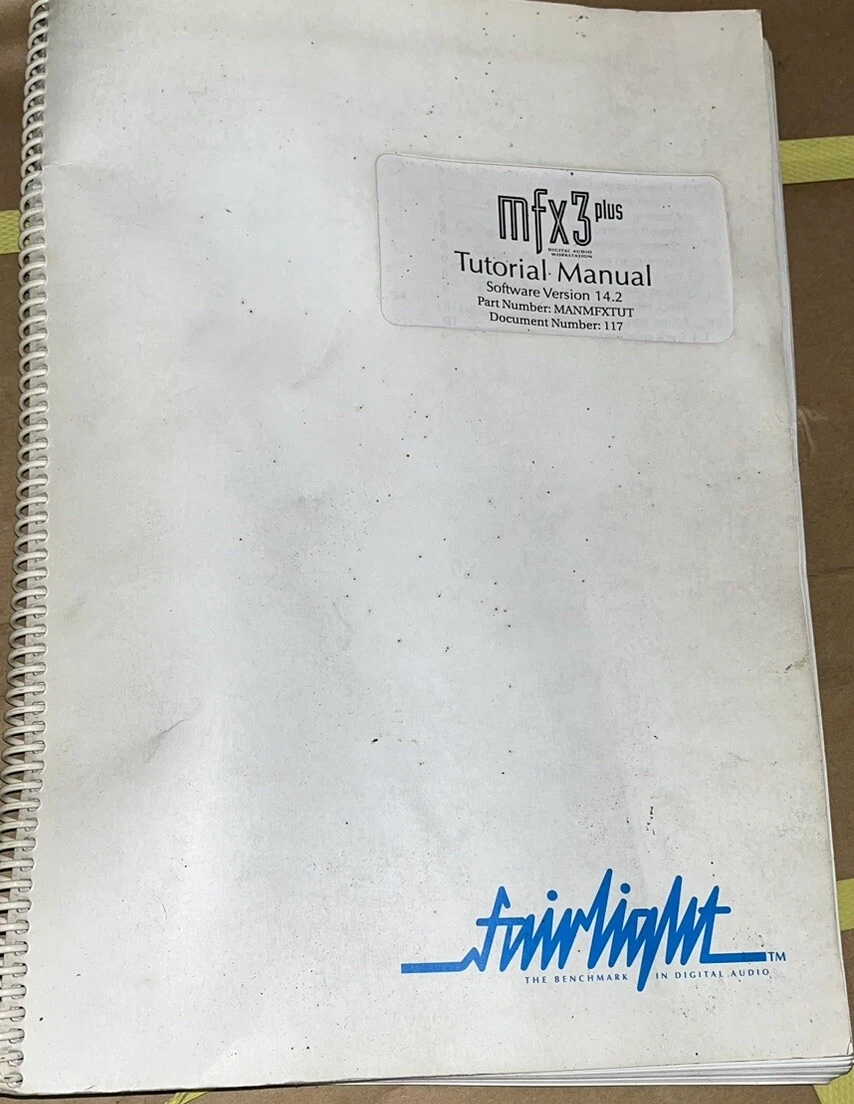 mfx3 plus
DIGITAL AUDIO
WORKSTATION
Tutorial Manual
Software Version 14.2
Part Number: MANMFXTUT
Document Number: 117
fairlight TM
THE BENCHMARK IN DIGITAL AUDIO